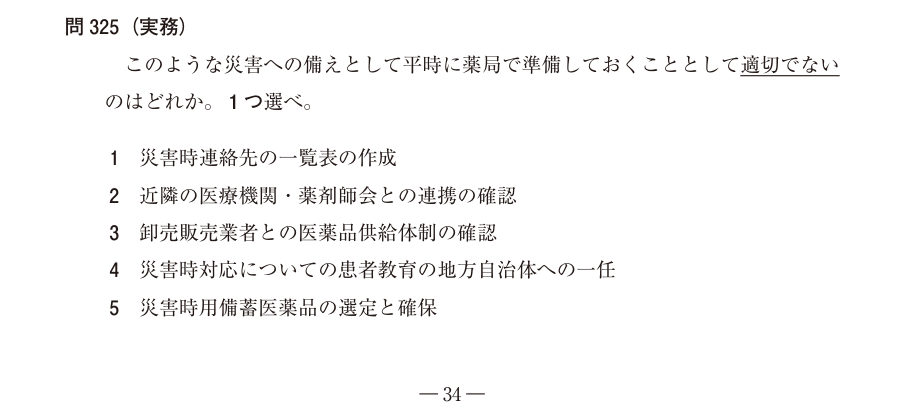 問 325（実務）
このような災害への備えとして平時に薬局で準備しておくこととして適切でない
のはどれか。1つ選べ。
1 災害時連絡先の一覧表の作成
2 近隣の医療機関・薬剤師会との連携の確認
3 卸売販売業者との医薬品供給体制の確認
4 災害時対応についての患者教育の地方自治体への一任
5 災害時用備蓄医薬品の選定と確保
— 34 —